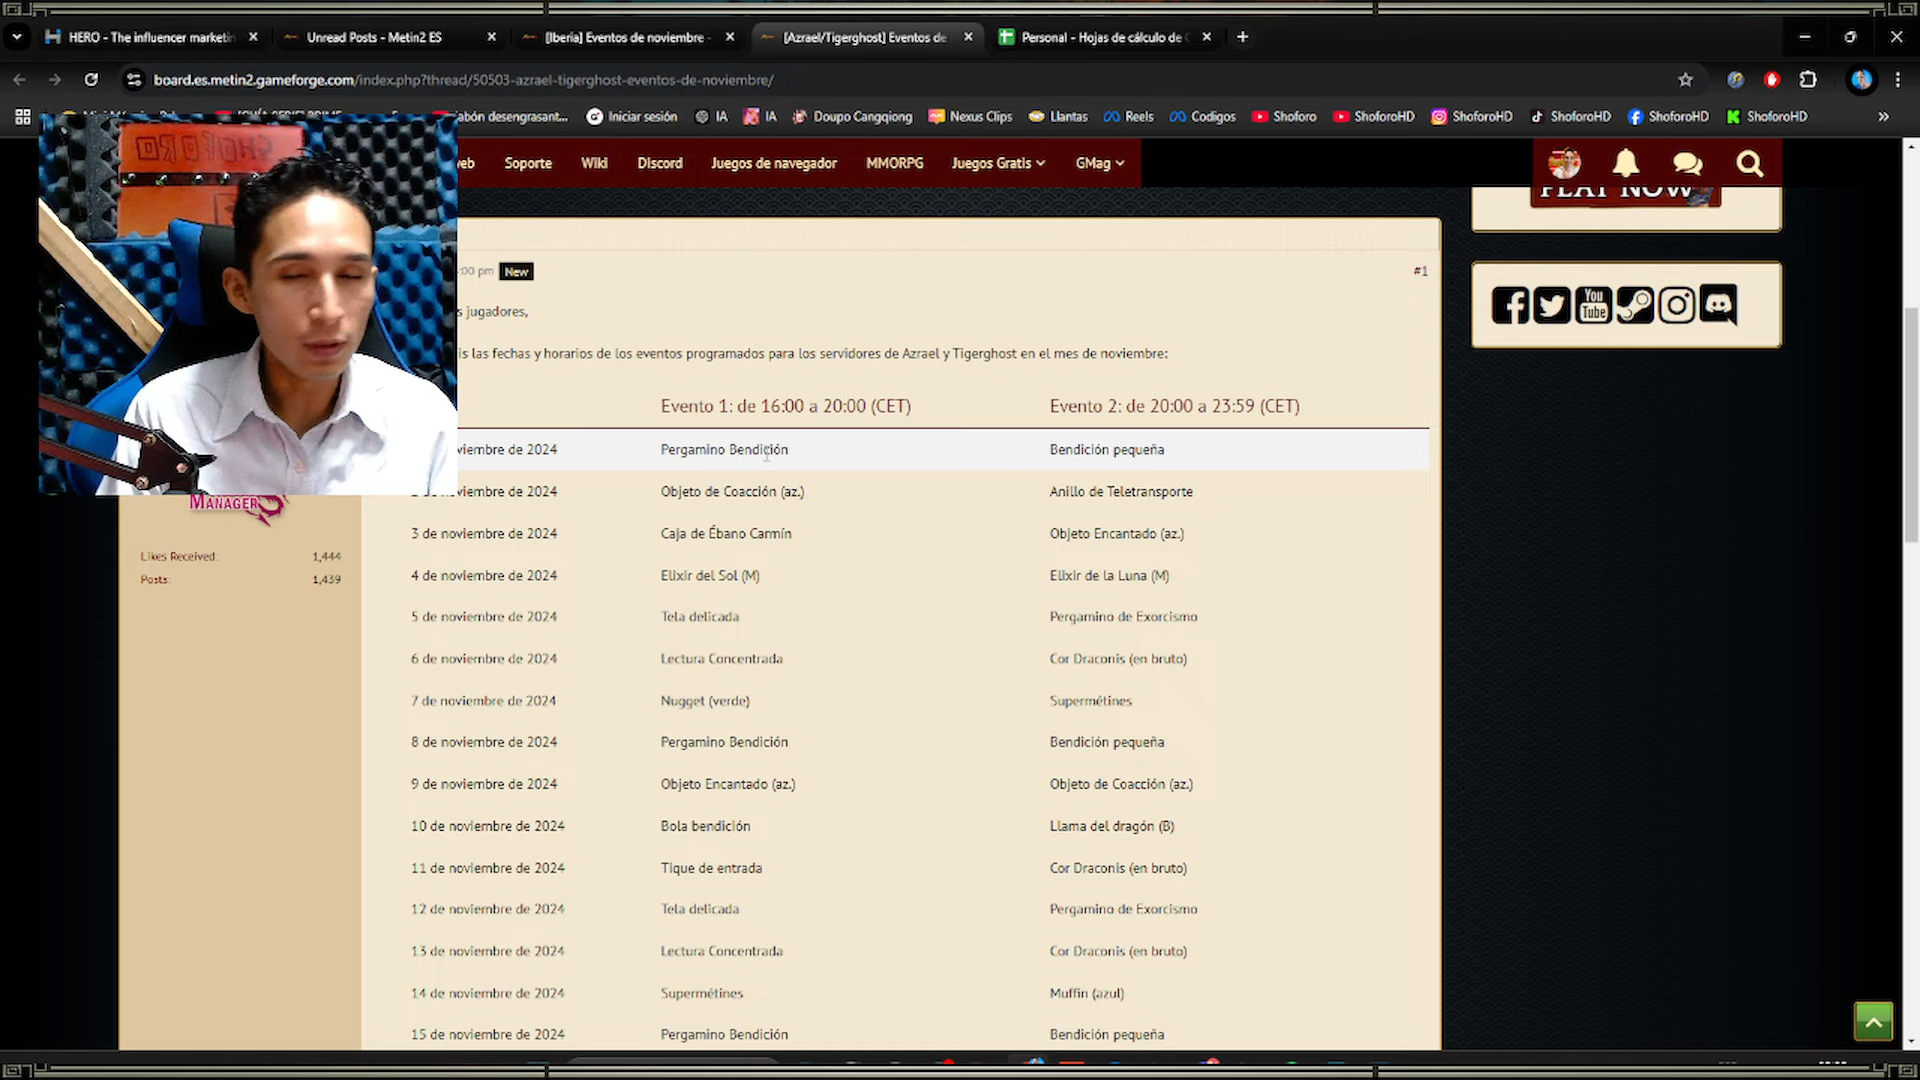 HERO - The influencer marketin
Unread Posts - Metin2 ES
[Iberia] Eventos de noviembre -
[Azrael/Tigerghost] Eventos de
Personal - Hojas de cálculo de
board.es.metin2.gameforge.com/index.php?thread/50503-azrael-tigerghost-eventos-de-noviembre/
abón desengrasant...
Iniciar sesión
IA
IA
Doupo Cangqiong
Nexus Clips
Llantas
Reels
Codigos
Shoforo
ShoforoHD
ShoforoHD
ShoforoHD
ShoforoHD
ShoforoHD
SHOFORO
eb
Soporte
Wiki
Discord
Juegos de navegador
MMORPG
Juegos Gratis
GMag
PLAY NOW
:00 pm
New
#1
s jugadores,
is las fechas y horarios de los eventos programados para los servidores de Azrael y Tigerghost en el mes de noviembre:
Evento 1: de 16:00 a 20:00 (CET)
Evento 2: de 20:00 a 23:59 (CET)
viembre de 2024 Pergamino Bendición Bendición pequeña
viembre de 2024 Objeto de Coacción (az.) Anillo de Teletransporte
3 de noviembre de 2024 Caja de Ébano Carmín Objeto Encantado (az.)
4 de noviembre de 2024 Elixir del Sol (M) Elixir de la Luna (M)
5 de noviembre de 2024 Tela delicada Pergamino de Exorcismo
6 de noviembre de 2024 Lectura Concentrada Cor Draconis (en bruto)
7 de noviembre de 2024 Nugget (verde) Supermétines
8 de noviembre de 2024 Pergamino Bendición Bendición pequeña
9 de noviembre de 2024 Objeto Encantado (az.) Objeto de Coacción (az.)
10 de noviembre de 2024 Bola bendición Llama del dragón (B)
11 de noviembre de 2024 Tique de entrada Cor Draconis (en bruto)
12 de noviembre de 2024 Tela delicada Pergamino de Exorcismo
13 de noviembre de 2024 Lectura Concentrada Cor Draconis (en bruto)
14 de noviembre de 2024 Supermétines Muffin (azul)
15 de noviembre de 2024 Pergamino Bendición Bendición pequeña
MANAGER
Likes Received: 1,444
Posts: 1,439
You
Tube